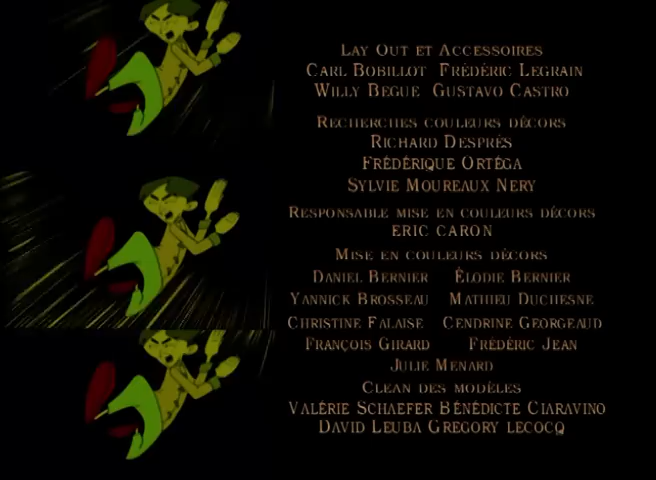 LAY OUT ET ACCESSOIRES
CARL BOBILLOT FRÉDÉRIC LEGRAIN
WILLY BEGUE GUSTAVO CASTRO
RECHERCHES COULEURS DÉCORS
RICHARD DESPRÉS
FRÉDÉRIQUE ORTÉGA
SYLVIE MOUREAUX NERY
RESPONSABLE MISE EN COULEURS DÉCORS
ERIC CARON
MISE EN COULEURS DÉCORS
DANIEL BERNIER ÉLODIE BERNIER
YANNICK BROSSEAU MATHIEU DUCHESNE
CHRISTINE FALAISE CENDRINE GEORGEAUD
FRANÇOIS GIRARD FRÉDÉRIC JEAN
JULIE MENARD
CLEAN DES MODÈLES
VALÉRIE SCHAEFER BÉNÉDICTE CIARAVINO
DAVID LEUBA GREGORY LECOCQ